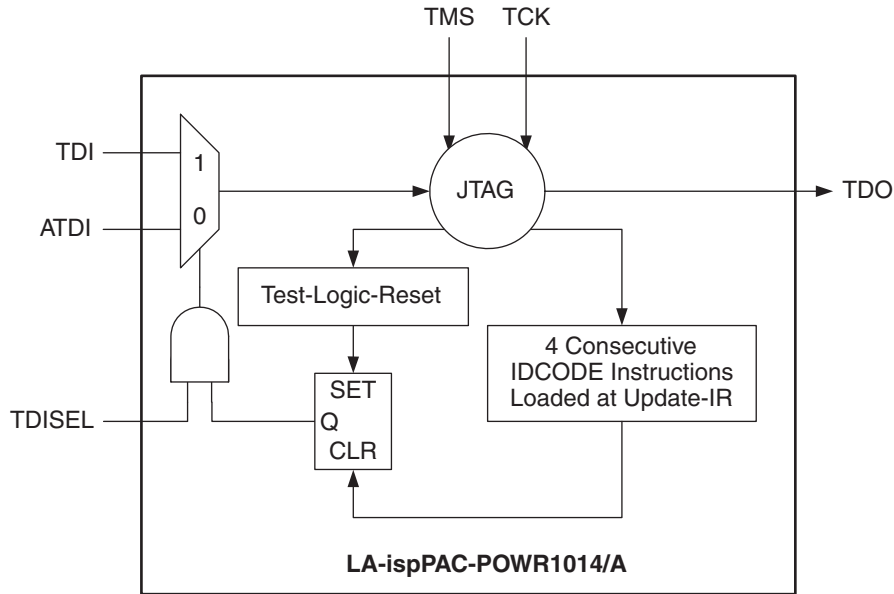 TMS
TCK
TDI
1
JTAG
TDO
0
ATDI
Test-Logic-Reset
4 Consecutive
IDCODE Instructions
Loaded at Update-IR
SET
TDISEL
Q
CLR
LA-ispPAC-POWR1014/A